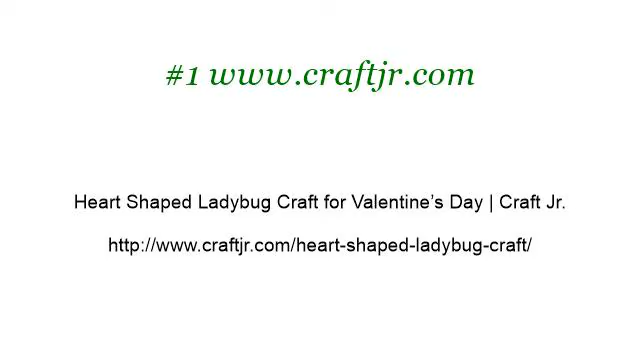 #1 www.craftjr.com
Heart Shaped Ladybug Craft for Valentine’s Day | Craft Jr.
http://www.craftjr.com/heart-shaped-ladybug-craft/